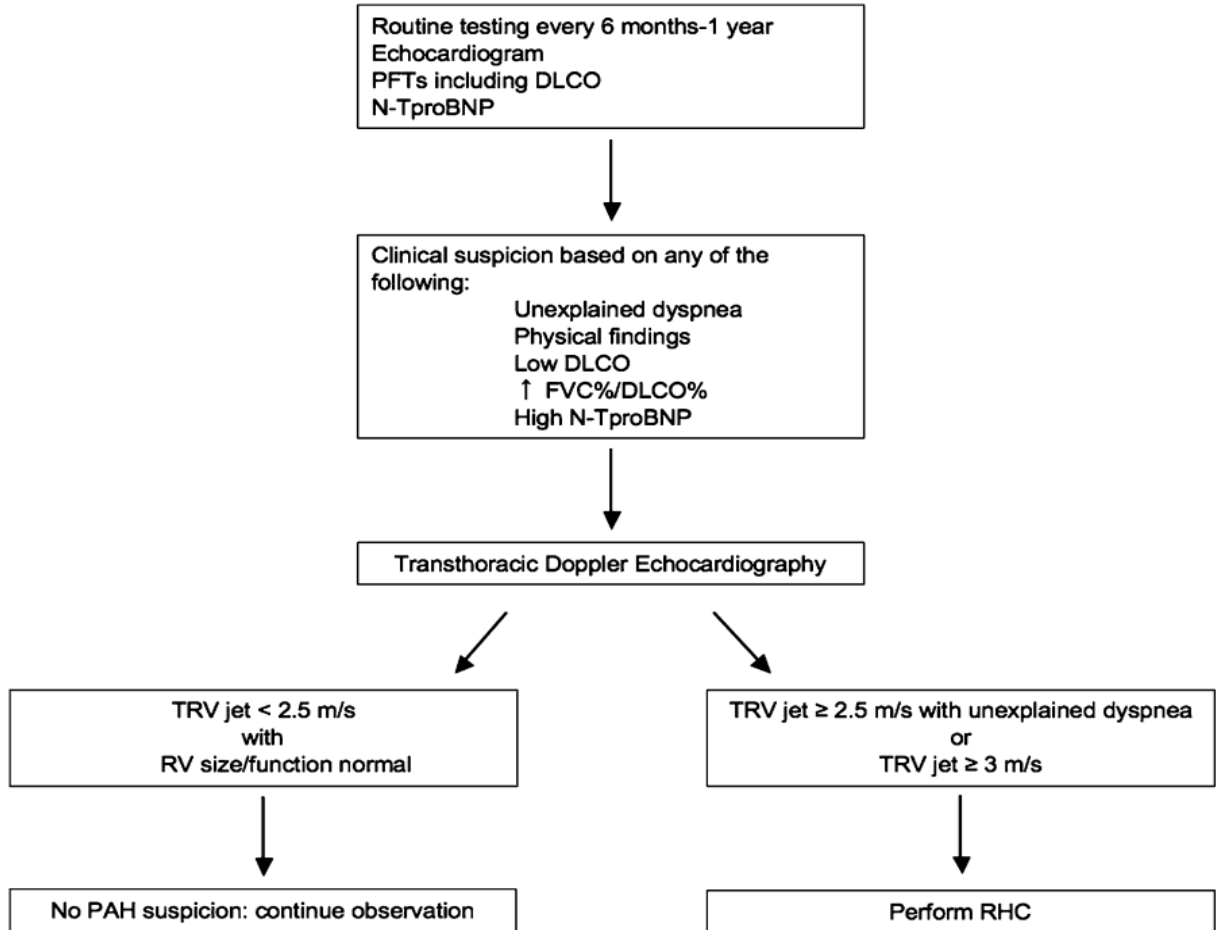 Routine testing every 6 months-1 year
Echocardiogram
PFTs including DLCO
N-TproBNP
Clinical suspicion based on any of the
following:
Unexplained dyspnea
Physical findings
Low DLCO
↑ FVC%/DLCO%
High N-TproBNP
Transthoracic Doppler Echocardiography
TRV jet < 2.5 m/s
with
RV size/function normal
TRV jet ≥ 2.5 m/s with unexplained dyspnea
or
TRV jet ≥ 3 m/s
No PAH suspicion: continue observation
Perform RHC